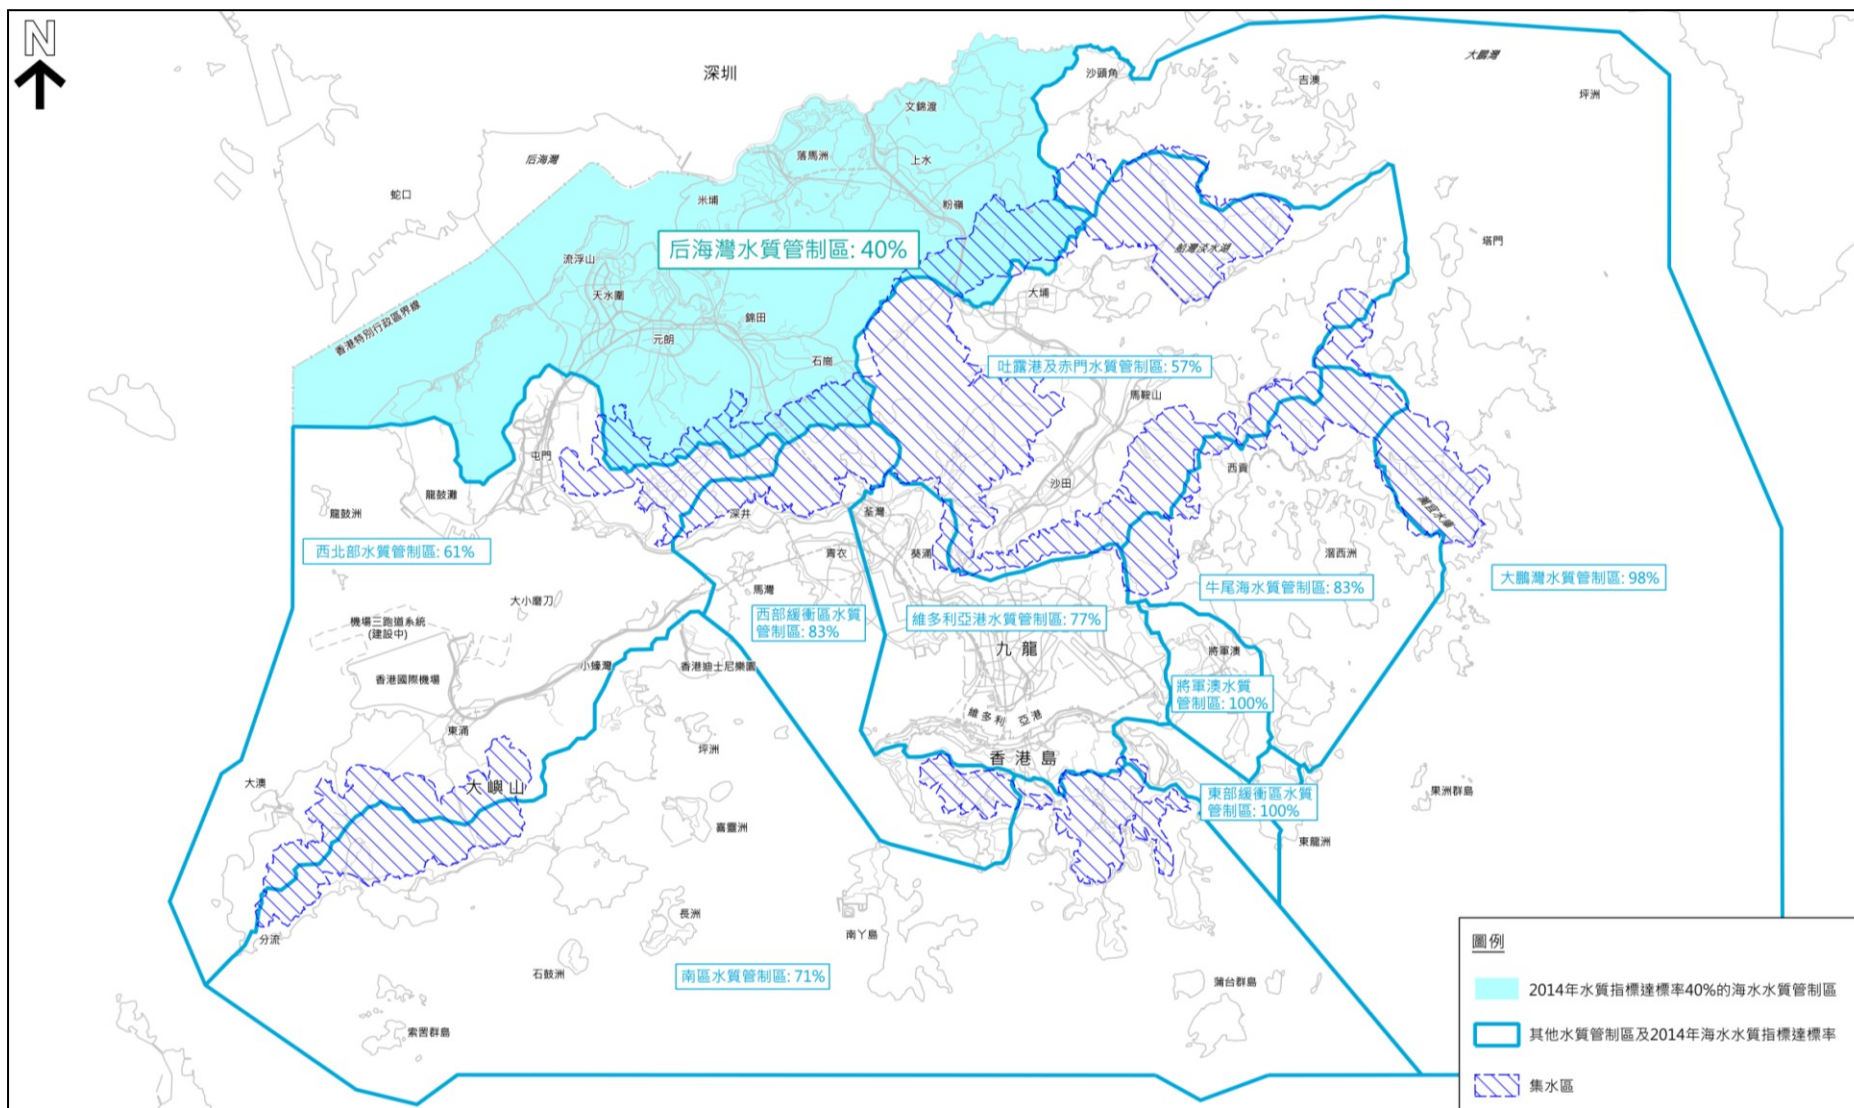 N
深圳
大鵬灣
沙頭角
吉澳
坪洲
文錦渡
后海灣
落馬洲
上水
蛇口
米埔
粉嶺
塔門
船灣淡水湖
后海灣水質管制區: 40%
流浮山
天水圍
大埔
香港特別行政區界線
元朗
錦田
石崗
吐露港及赤門水質管制區: 57%
馬鞍山
屯門
西貢
沙田
龍鼓灘
龍鼓洲
深井
荃灣
萬宜水庫
西北部水質管制區: 61%
青衣
葵涌
滘西洲
大鵬灣水質管制區: 98%
牛尾海水質管制區: 83%
馬灣
大小磨刀
西部緩衝區水質
管制區: 83%
維多利亞港水質管制區: 77%
機場三跑道系統
(建設中)
九龍
將軍澳
小蠔灣
香港迪士尼樂園
香港國際機場
將軍澳水質
管制區: 100%
維多利亞港
東涌
坪洲
香港島
大澳
大嶼山
果洲群島
東部緩衝區水質
管制區: 100%
喜靈洲
東龍洲
長洲
南丫島
分流
石鼓洲
南區水質管制區: 71%
蒲台群島
索罟群島
圖例
2014年水質指標達標率40%的海水水質管制區
其他水質管制區及2014年海水水質指標達標率
集水區